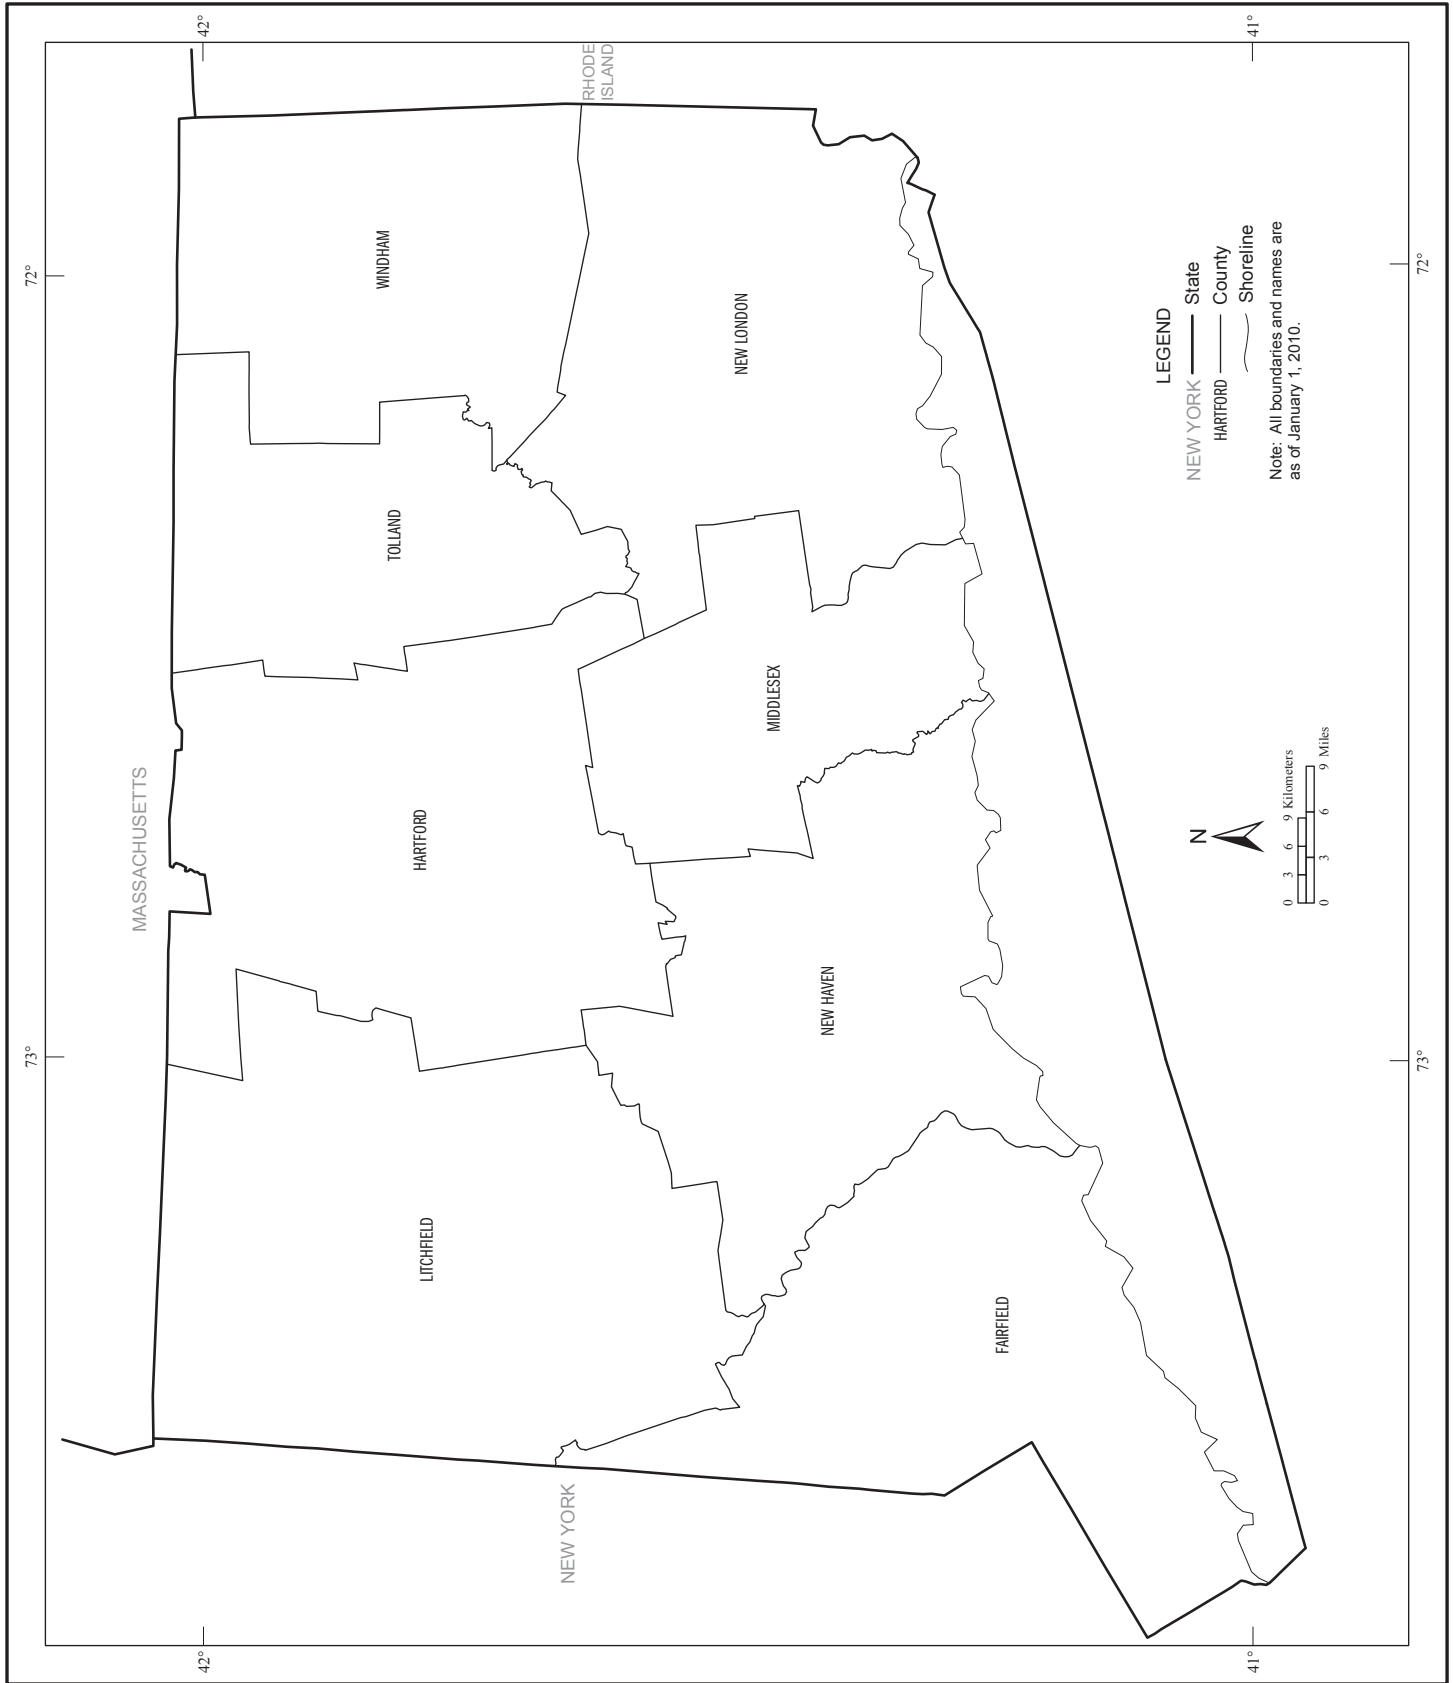 72°
73°
42°
42°
41°
41°
MASSACHUSETTS
RHODE
ISLAND
NEW YORK
WINDHAM
TOLLAND
HARTFORD
LITCHFIELD
NEW LONDON
MIDDLESEX
NEW HAVEN
FAIRFIELD
LEGEND
NEW YORK State
HARTFORD County
Shoreline
Note: All boundaries and names are
as of January 1, 2010.
N
0 3 6 9 Kilometers
0 3 6 9 Miles
73°
72°